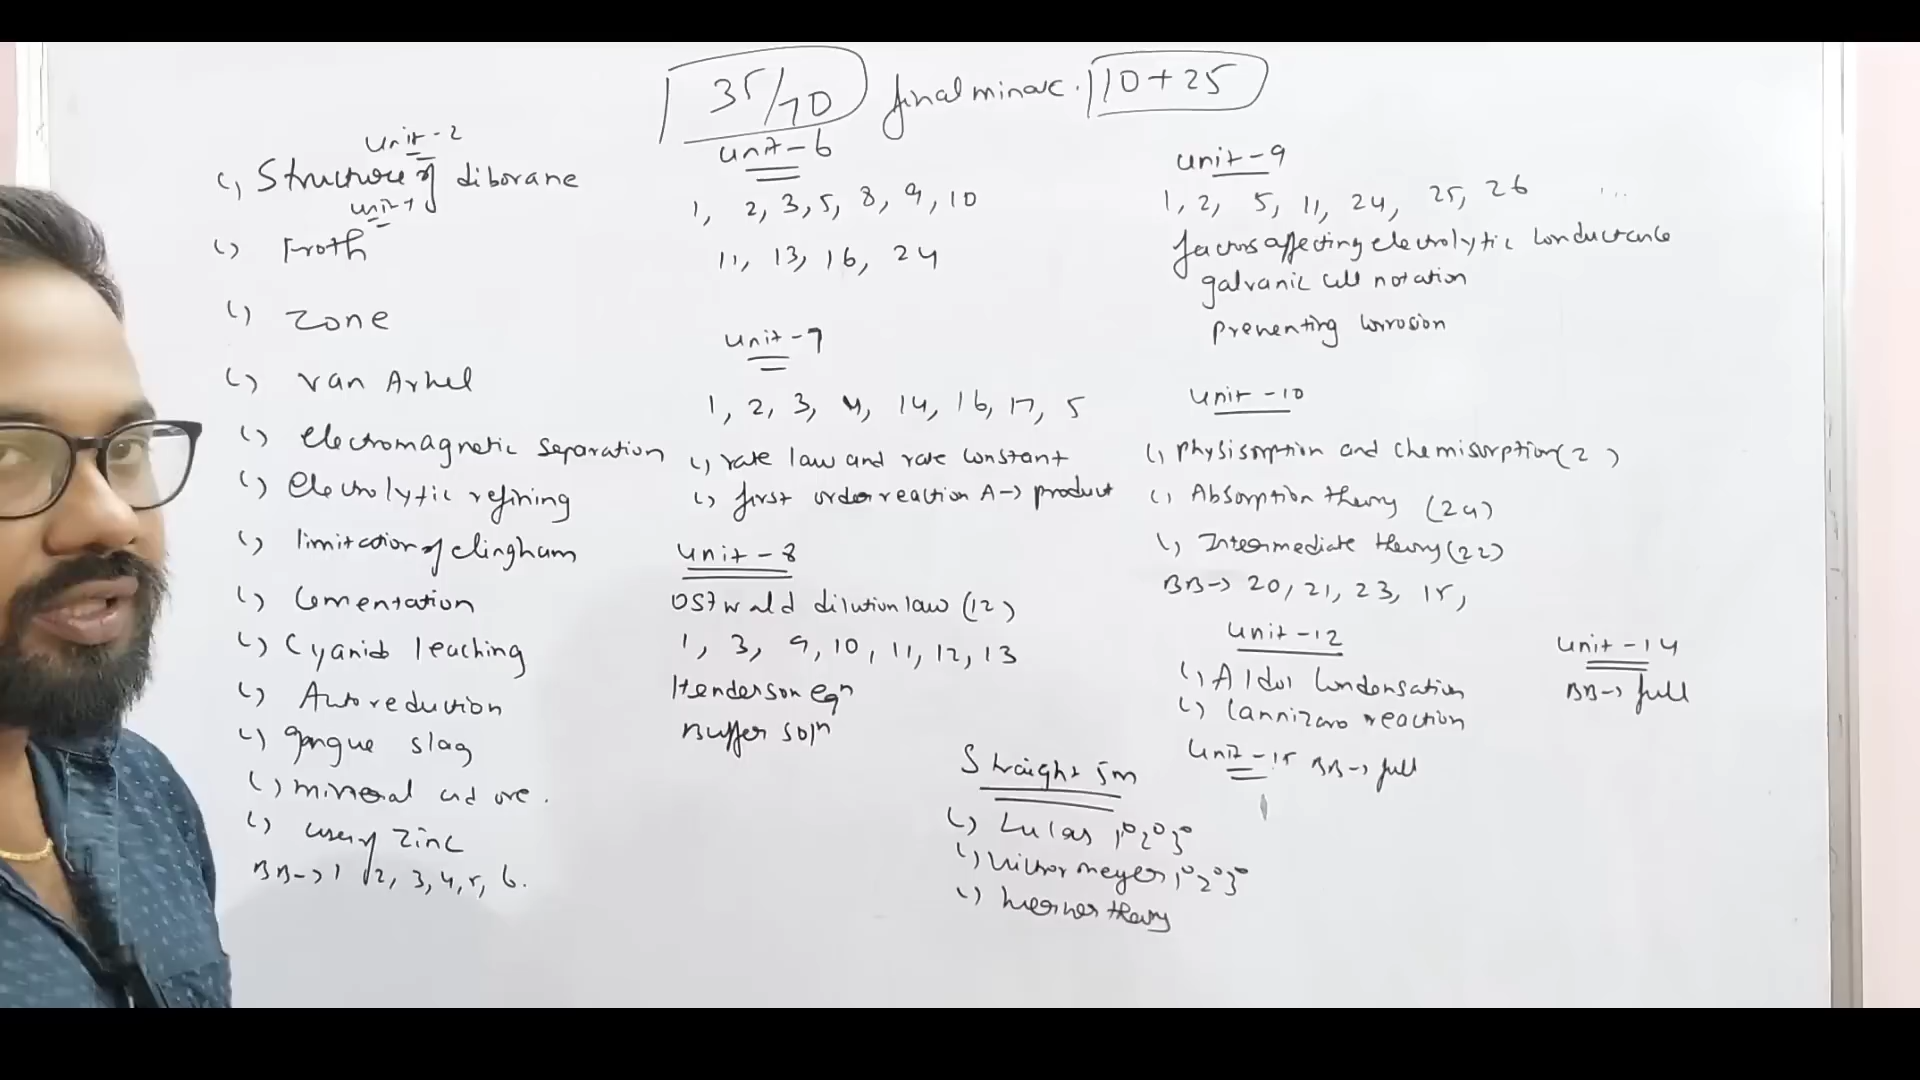 35/70 final minare. 10+25
unit-2
Structure of diborane
unit-1
Froth
Zone
van Arkel
electromagnetic separation
electrolytic refining
limitation of elingham
Cementation
Cyanid leaching
Autoreduction
gangue slag
mineral and ore.
uses of zinc
BB→ 1 2, 3, 4, 5, 6.
unit-6
1, 2, 3, 5, 8, 9, 10
11, 13, 16, 24
unit-7
1, 2, 3, 4, 14, 16, 17, 5
rate law and rate constant
first order reaction A→ product
unit-8
Ostwald dilution law (12)
1, 3, 9, 10, 11, 12, 13
Henderson eqn
Buffer soln
Straight 5m
Lucas 1° 2° 3°
victor meyer 1° 2° 3°
werner theory
unit-9
1, 2, 5, 11, 24, 25, 26 ...
factors affecting electrolytic conductance
galvanic cell notation
preventing corrosion
unit-10
physisorption and chemisorption (2)
Absorption theory (24)
Intermediate theory (22)
BB→ 20, 21, 23, 15,
unit-12
Aldol condensation
Cannizaro reaction
unit-15 BB→ full
unit-14
BB→ full